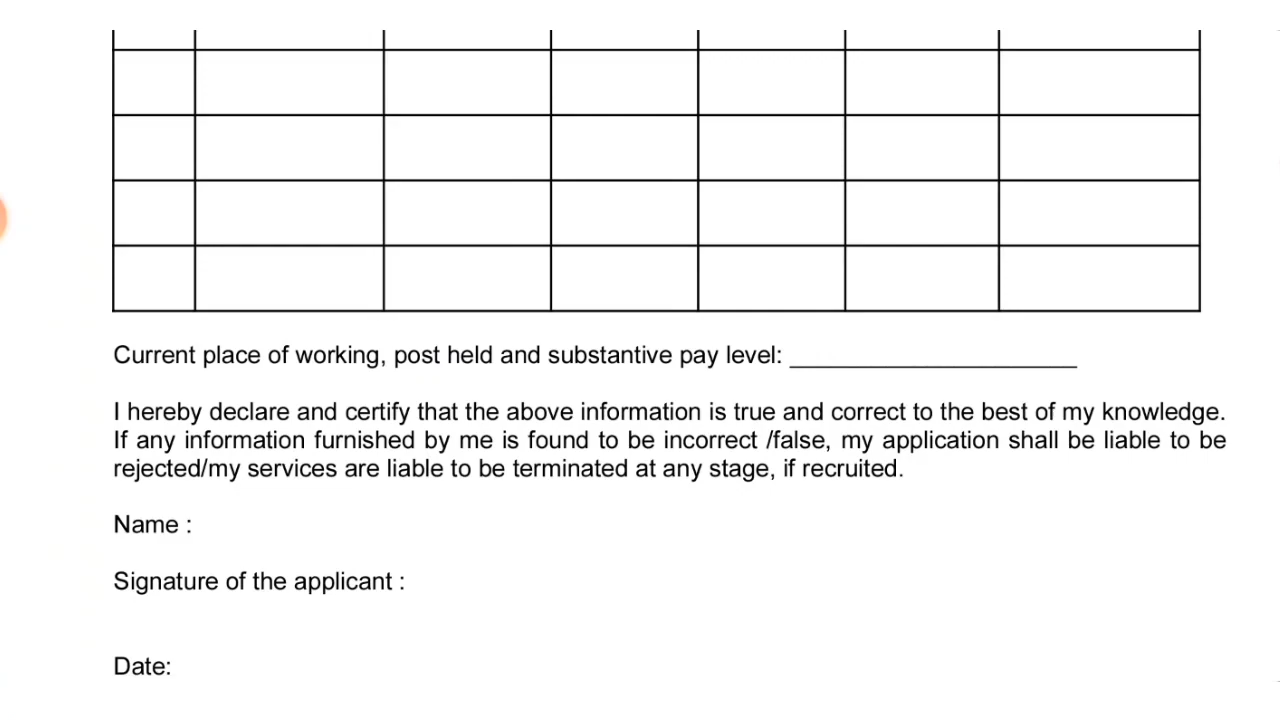 Current place of working, post held and substantive pay level: _____________________
I hereby declare and certify that the above information is true and correct to the best of my knowledge.
If any information furnished by me is found to be incorrect /false, my application shall be liable to be
rejected/my services are liable to be terminated at any stage, if recruited.
Name :
Signature of the applicant :
Date: